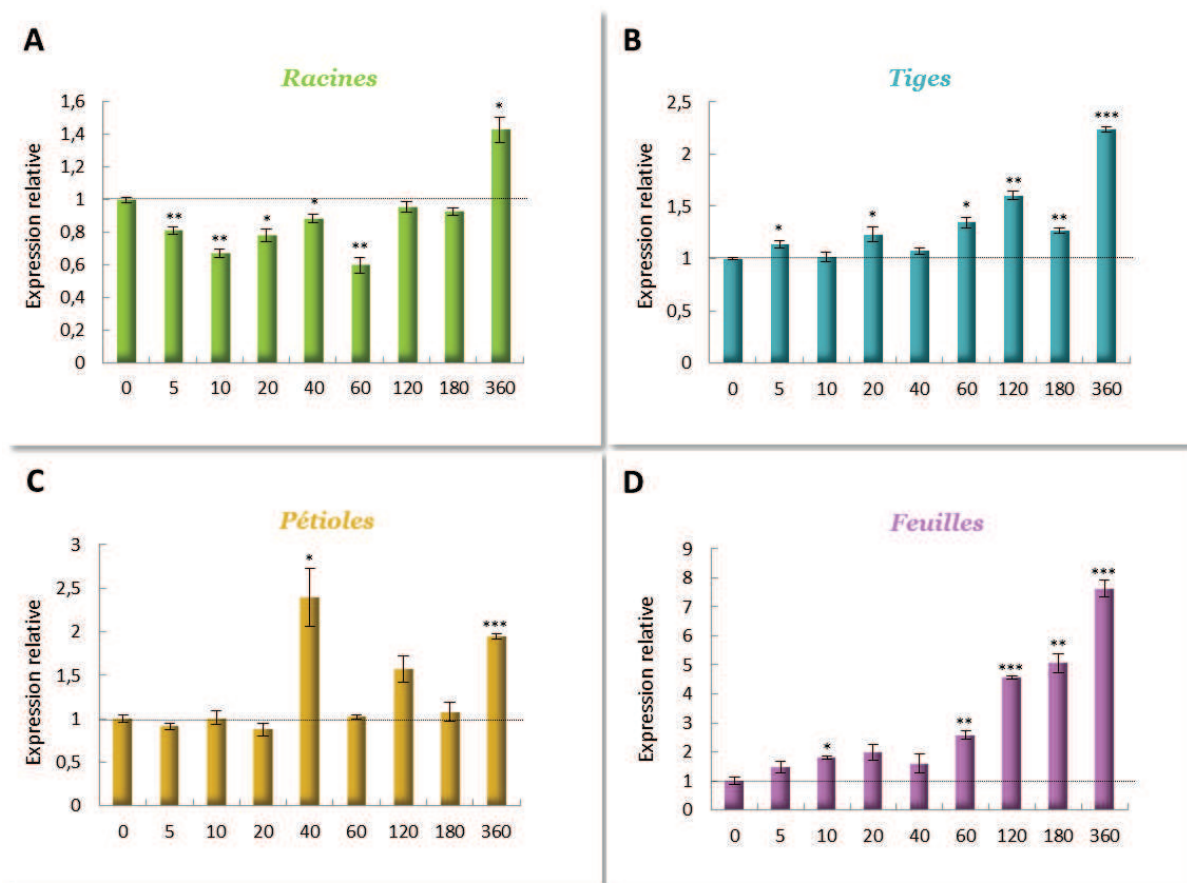 A
Racines
Expression relative
1,6
1,4
1,2
1
0,8
0,6
0,4
0,2
0
** ** * * ** *
0 5 10 20 40 60 120 180 360
B
Tiges
Expression relative
2,5
2
1,5
1
0,5
0
* * * ** ** ***
0 5 10 20 40 60 120 180 360
C
Pétioles
Expression relative
3
2,5
2
1,5
1
0,5
0
* ***
0 5 10 20 40 60 120 180 360
D
Feuilles
Expression relative
9
8
7
6
5
4
3
2
1
0
* ** *** ** ***
0 5 10 20 40 60 120 180 360